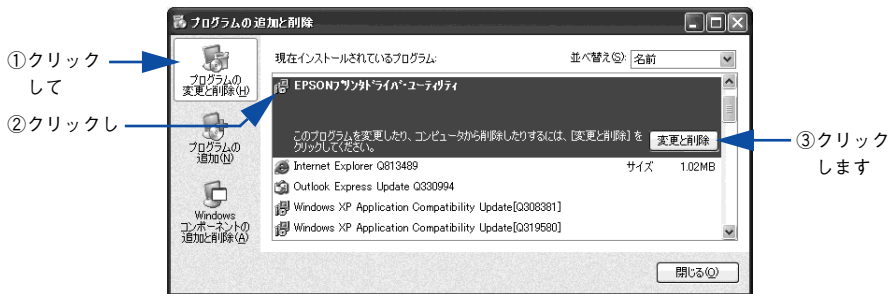 プログラムの追加と削除
①クリック
して
②クリックし
プログラムの
変更と削除(H)
プログラムの
追加(N)
Windows
コンポーネントの
追加と削除(A)
現在インストールされているプログラム:
並べ替え(S): 名前
EPSONプリンタドライバ・ユーティリティ
このプログラムを変更したり、コンピュータから削除したりするには、[変更と削除] を
クリックしてください。
変更と削除
③クリック
します
Internet Explorer Q813489 サイズ 1.02MB
Outlook Express Update Q330994
Windows XP Application Compatibility Update[Q308381]
Windows XP Application Compatibility Update[Q319580]
閉じる(O)